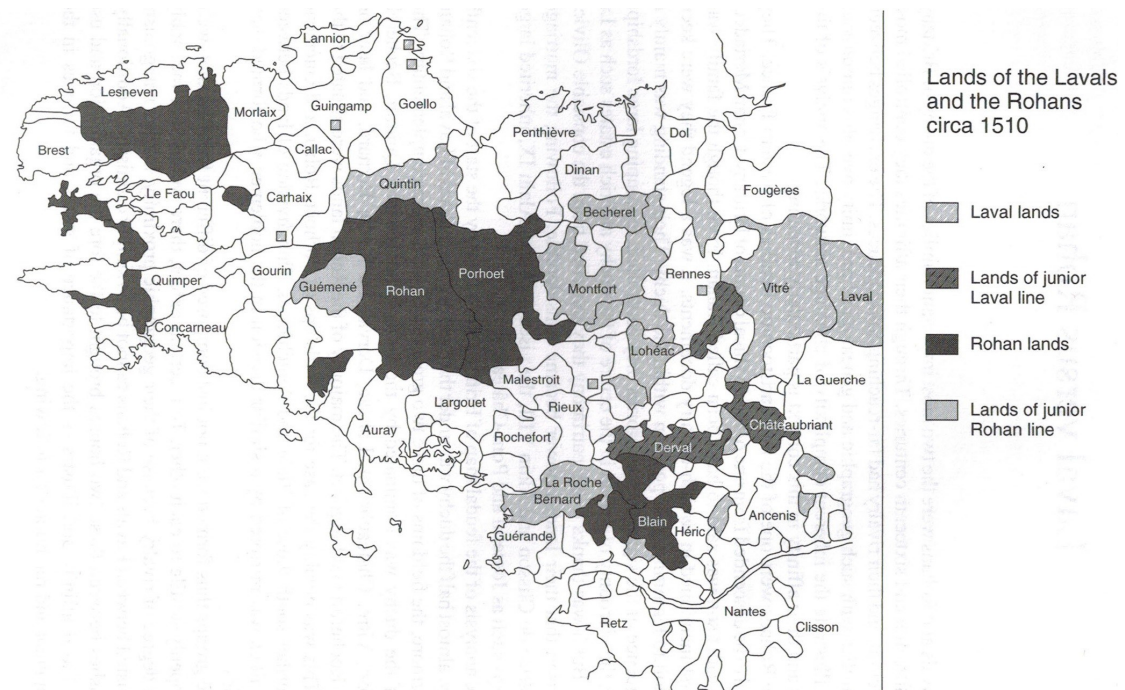 Lands of the Lavals
and the Rohans
circa 1510
Laval lands
Lands of junior
Laval line
Rohan lands
Lands of junior
Rohan line
Lannion
Lesneven
Morlaix
Guingamp
Goello
Penthièvre
Dol
Brest
Callac
Dinan
Le Faou
Carhaix
Quintin
Fougères
Becherel
Quimper
Gourin
Guémené
Rohan
Porhoet
Montfort
Rennes
Vitré
Laval
Concarneau
Lohéac
Malestroit
La Guerche
Largouet
Rieux
Auray
Rochefort
Châteaubriant
Derval
La Roche
Bernard
Blain
Ancenis
Guérande
Héric
Nantes
Retz
Clisson